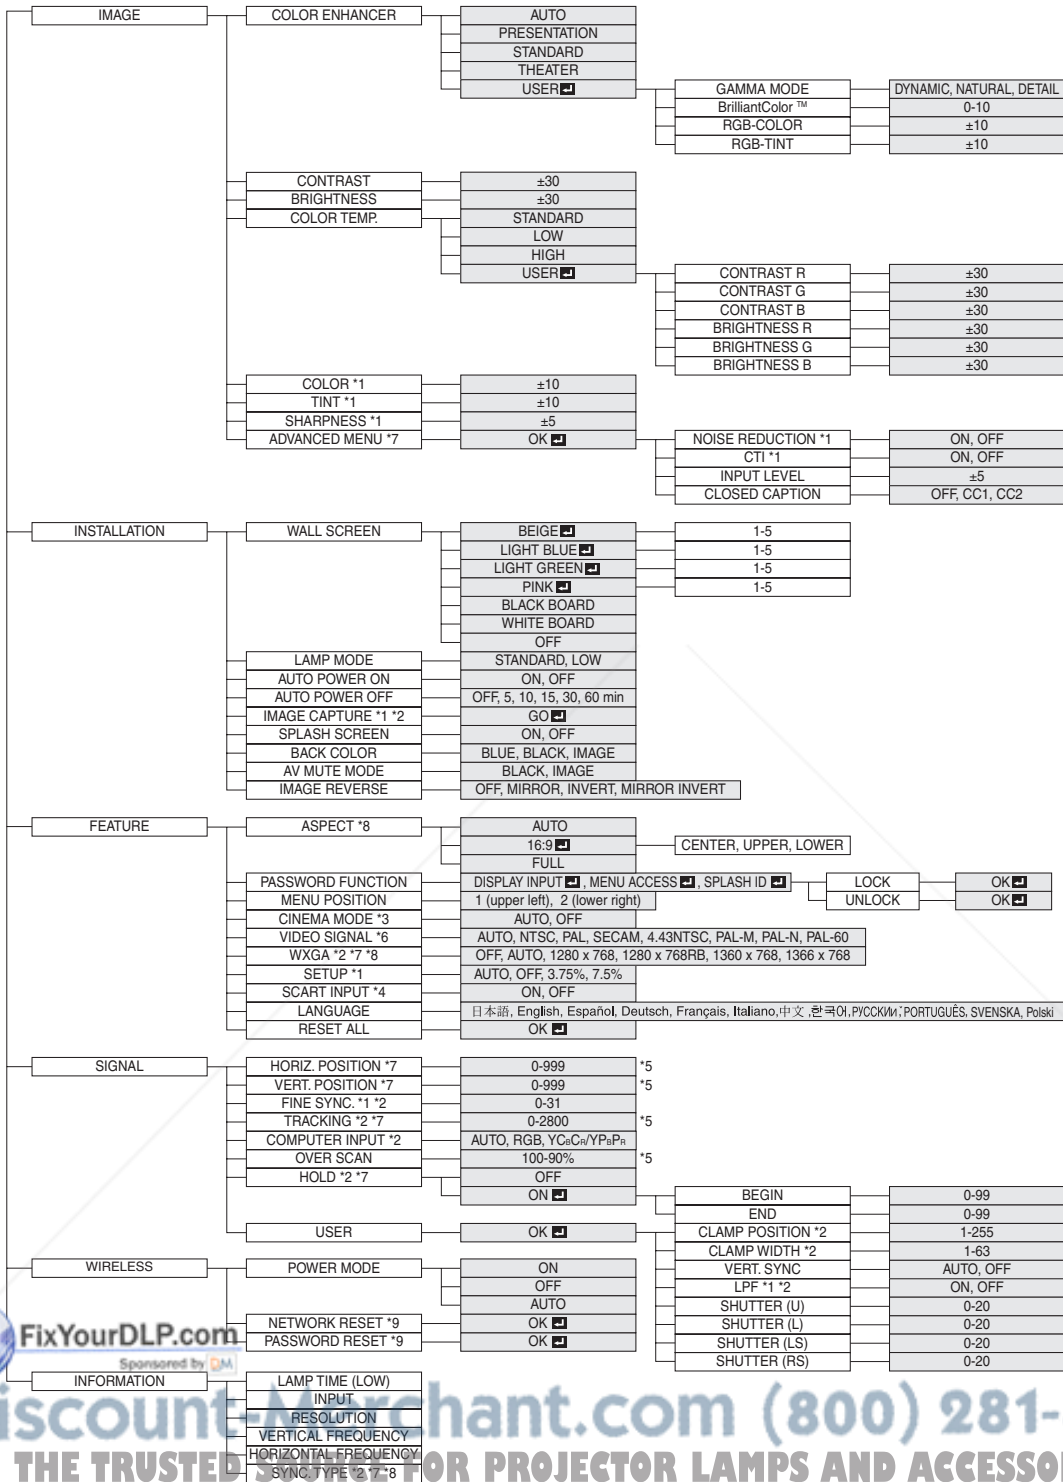 IMAGE COLOR ENHANCER AUTO
PRESENTATION
STANDARD
THEATER
USER
GAMMA MODE DYNAMIC, NATURAL, DETAIL
BrilliantColor ™ 0-10
RGB-COLOR ±10
RGB-TINT ±10
CONTRAST ±30
BRIGHTNESS ±30
COLOR TEMP. STANDARD
LOW
HIGH
USER
CONTRAST R ±30
CONTRAST G ±30
CONTRAST B ±30
BRIGHTNESS R ±30
BRIGHTNESS G ±30
BRIGHTNESS B ±30
COLOR *1 ±10
TINT *1 ±10
SHARPNESS *1 ±5
ADVANCED MENU *7 OK
NOISE REDUCTION *1 ON, OFF
CTI *1 ON, OFF
INPUT LEVEL ±5
CLOSED CAPTION OFF, CC1, CC2
INSTALLATION WALL SCREEN BEIGE 1-5
LIGHT BLUE 1-5
LIGHT GREEN 1-5
PINK 1-5
BLACK BOARD
WHITE BOARD
OFF
LAMP MODE STANDARD, LOW
AUTO POWER ON ON, OFF
AUTO POWER OFF OFF, 5, 10, 15, 30, 60 min
IMAGE CAPTURE *1 *2 GO
SPLASH SCREEN ON, OFF
BACK COLOR BLUE, BLACK, IMAGE
AV MUTE MODE BLACK, IMAGE
IMAGE REVERSE OFF, MIRROR, INVERT, MIRROR INVERT
FEATURE ASPECT *8 AUTO
16:9 CENTER, UPPER, LOWER
FULL
PASSWORD FUNCTION DISPLAY INPUT , MENU ACCESS , SPLASH ID LOCK OK
UNLOCK OK
MENU POSITION 1 (upper left), 2 (lower right)
CINEMA MODE *3 AUTO, OFF
VIDEO SIGNAL *6 AUTO, NTSC, PAL, SECAM, 4.43NTSC, PAL-M, PAL-N, PAL-60
WXGA *2 *7 *8 OFF, AUTO, 1280 x 768, 1280 x 768RB, 1360 x 768, 1366 x 768
SETUP *1 AUTO, OFF, 3.75%, 7.5%
SCART INPUT *4 ON, OFF
LANGUAGE 日本語, English, Español, Deutsch, Français, Italiano,中文 ,한국어,РУССКИй, PORTUGUÊS, SVENSKA, Polski
RESET ALL OK
SIGNAL HORIZ. POSITION *7 0-999 *5
VERT. POSITION *7 0-999 *5
FINE SYNC. *1 *2 0-31
TRACKING *2 *7 0-2800 *5
COMPUTER INPUT *2 AUTO, RGB, YCBCR/YPBPR
OVER SCAN 100-90% *5
HOLD *2 *7 OFF
ON BEGIN 0-99
END 0-99
USER OK CLAMP POSITION *2 1-255
CLAMP WIDTH *2 1-63
VERT. SYNC AUTO, OFF
LPF *1 *2 ON, OFF
SHUTTER (U) 0-20
SHUTTER (L) 0-20
SHUTTER (LS) 0-20
SHUTTER (RS) 0-20
WIRELESS POWER MODE ON
OFF
AUTO
NETWORK RESET *9 OK
PASSWORD RESET *9 OK
FixYourDLP.com
Sponsored by DM
INFORMATION LAMP TIME (LOW)
INPUT
RESOLUTION
VERTICAL FREQUENCY
HORIZONTAL FREQUENCY
SYNC. TYPE *2 *7 *8
iscount-Merchant.com (800) 281-
THE TRUSTED SOURCE FOR PROJECTOR LAMPS AND ACCESSO